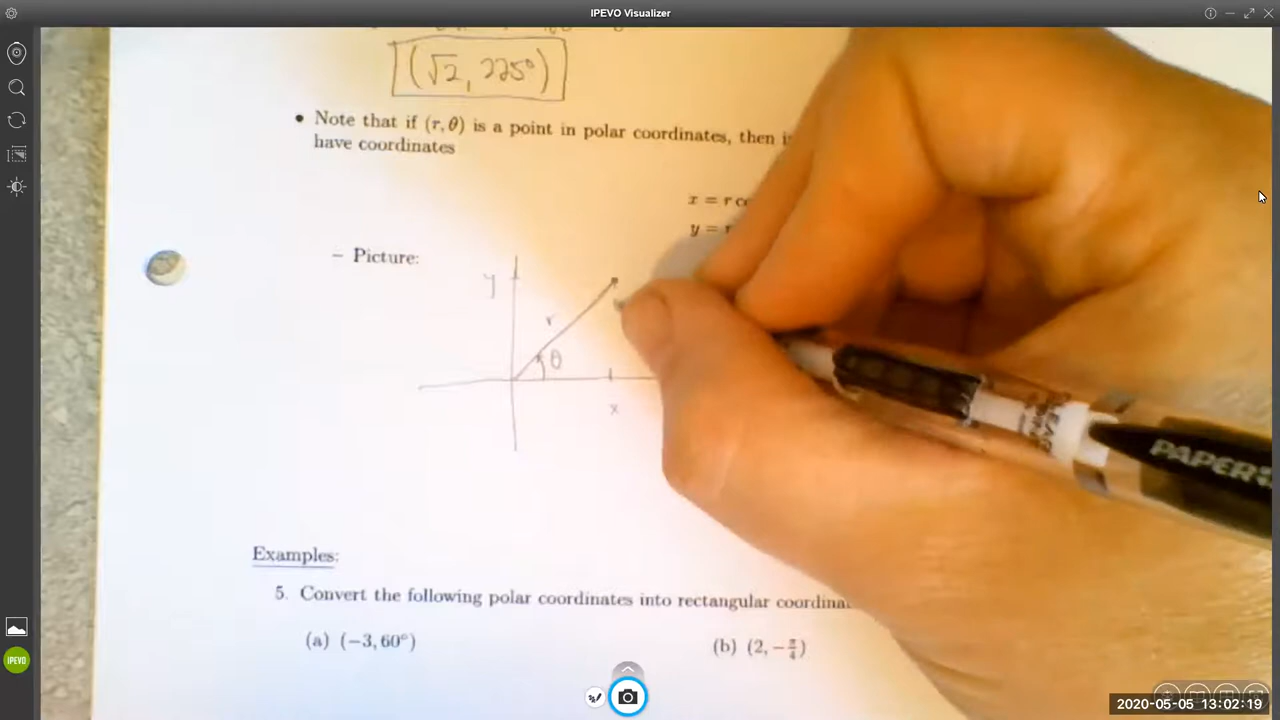 IPEVO Visualizer
(√2, 225°)
• Note that if (r, θ) is a point in polar coordinates, then
have coordinates
x = r
y = r
– Picture:
y
r
θ
x
PAPER
Examples:
5. Convert the following polar coordinates into rectangular
(a) (−3, 60°)
(b) (2, −π/4)
IPEVO
2020-05-05 13:02:19